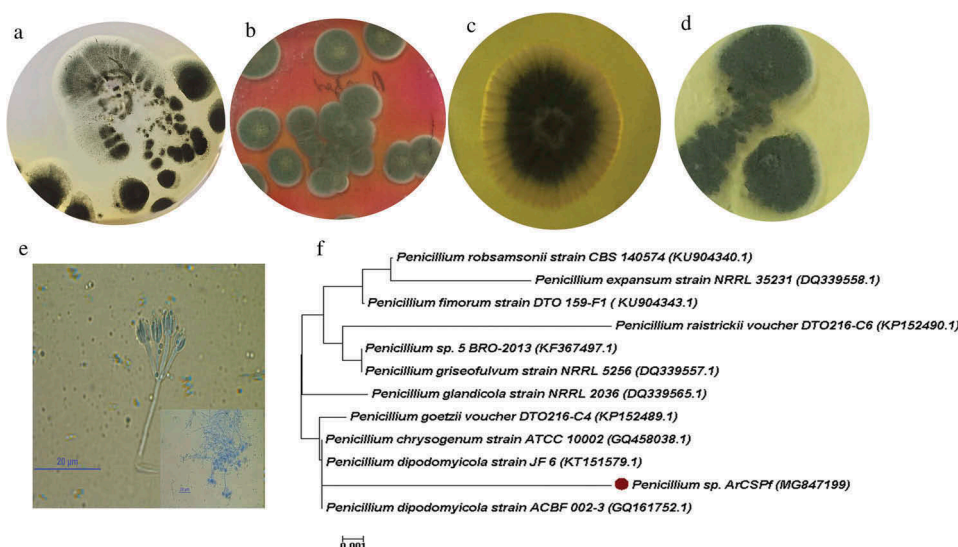 a
b
c
d
e
f
20 µm
Penicillium robsamsonii strain CBS 140574 (KU904340.1)
Penicillium expansum strain NRRL 35231 (DQ339558.1)
Penicillium fimorum strain DTO 159-F1 ( KU904343.1)
Penicillium raistrickii voucher DTO216-C6 (KP152490.1)
Penicillium sp. 5 BRO-2013 (KF367497.1)
Penicillium griseofulvum strain NRRL 5256 (DQ339557.1)
Penicillium glandicola strain NRRL 2036 (DQ339565.1)
Penicillium goetzii voucher DTO216-C4 (KP152489.1)
Penicillium chrysogenum strain ATCC 10002 (GQ458038.1)
Penicillium dipodomyicola strain JF 6 (KT151579.1)
Penicillium sp. ArCSPf (MG847199)
Penicillium dipodomyicola strain ACBF 002-3 (GQ161752.1)
0.001